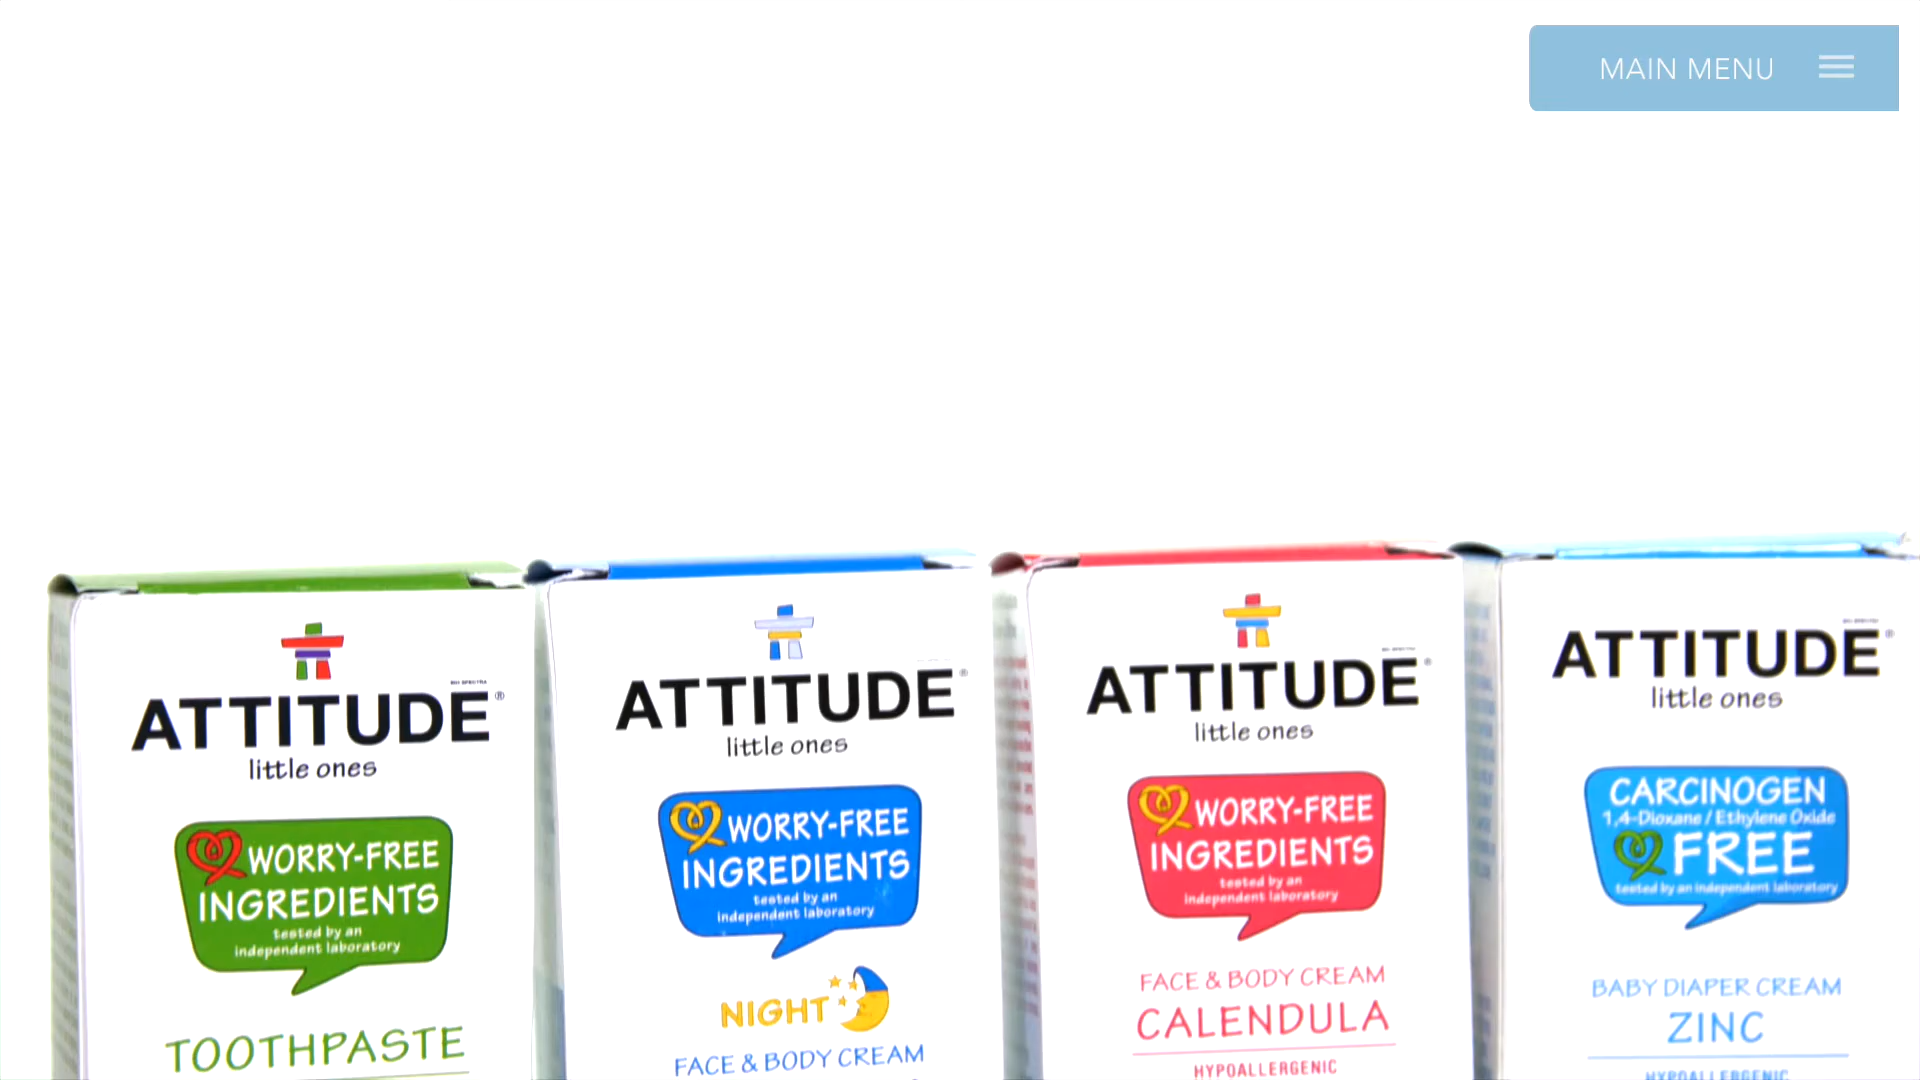 MAIN MENU
ATTITUDE®
little ones
WORRY-FREE
INGREDIENTS
tested by an
independent laboratory
TOOTHPASTE
ATTITUDE®
little ones
WORRY-FREE
INGREDIENTS
tested by an
independent laboratory
NIGHT
FACE & BODY CREAM
ATTITUDE®
little ones
WORRY-FREE
INGREDIENTS
tested by an
independent laboratory
FACE & BODY CREAM
CALENDULA
HYPOALLERGENIC
ATTITUDE®
little ones
CARCINOGEN
1,4-Dioxane / Ethylene Oxide
FREE
tested by an independent laboratory
BABY DIAPER CREAM
ZINC
HYPOALLERGENIC